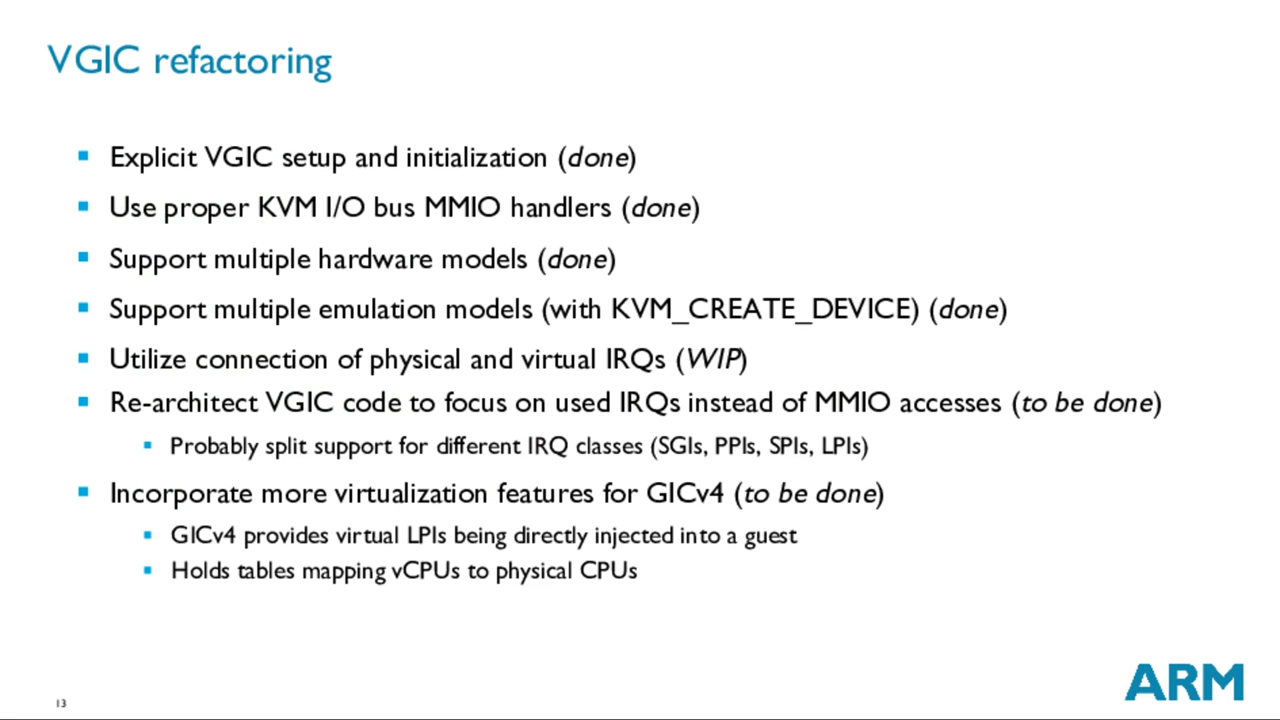 VGIC refactoring
Explicit VGIC setup and initialization (done)
Use proper KVM I/O bus MMIO handlers (done)
Support multiple hardware models (done)
Support multiple emulation models (with KVM_CREATE_DEVICE) (done)
Utilize connection of physical and virtual IRQs (WIP)
Re-architect VGIC code to focus on used IRQs instead of MMIO accesses (to be done)
Probably split support for different IRQ classes (SGIs, PPIs, SPIs, LPIs)
Incorporate more virtualization features for GICv4 (to be done)
GICv4 provides virtual LPIs being directly injected into a guest
Holds tables mapping vCPUs to physical CPUs
13
ARM